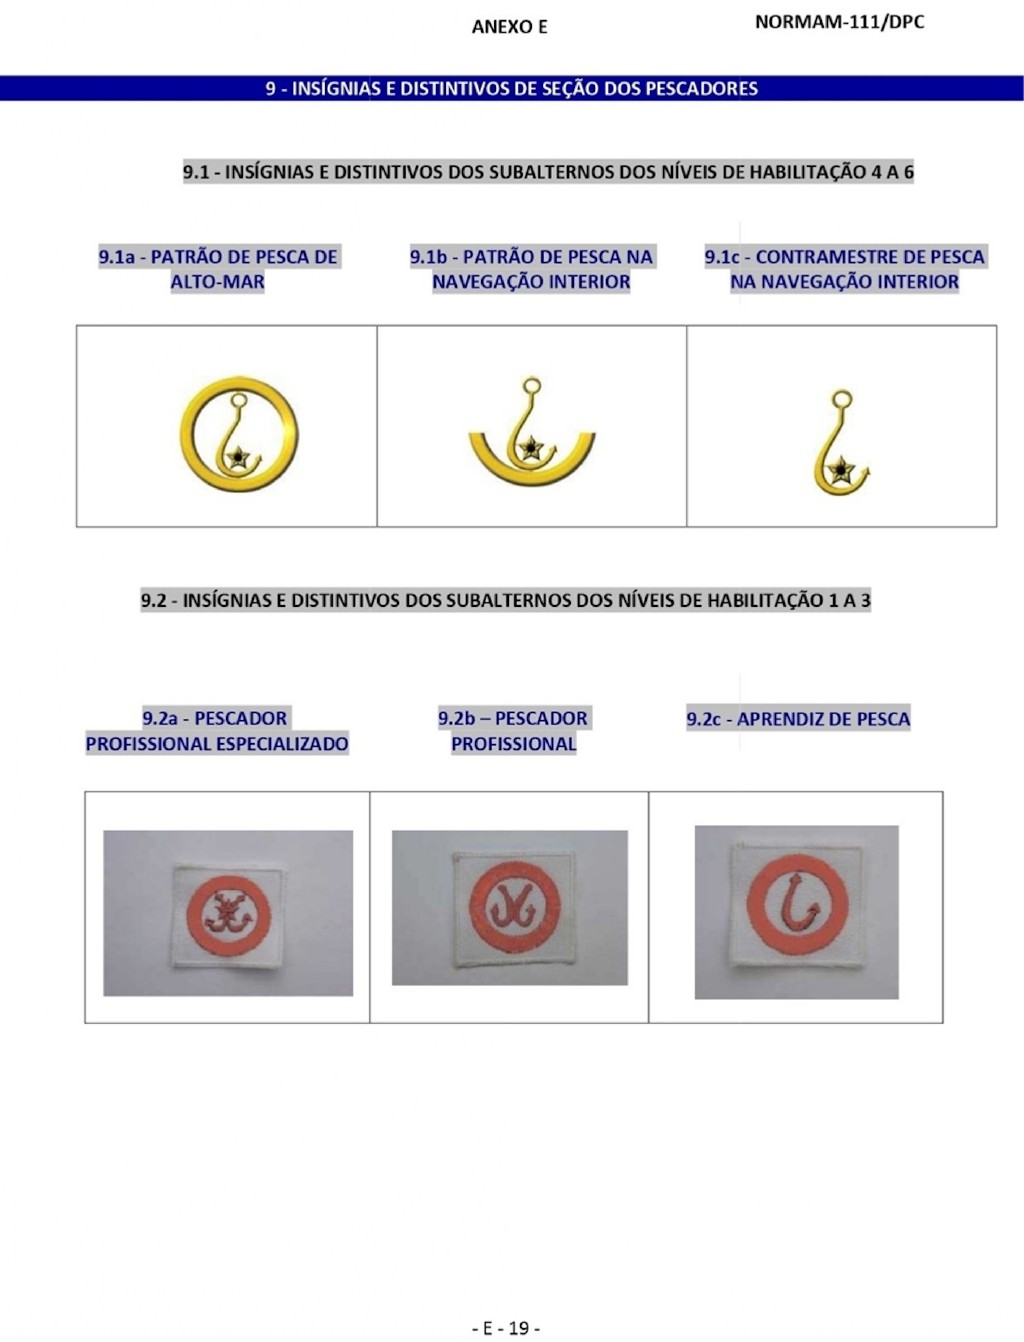 ANEXO E
NORMAM-111/DPC
9 - INSÍGNIAS E DISTINTIVOS DE SEÇÃO DOS PESCADORES
9.1 - INSÍGNIAS E DISTINTIVOS DOS SUBALTERNOS DOS NÍVEIS DE HABILITAÇÃO 4 A 6
9.1a - PATRÃO DE PESCA DE
ALTO-MAR
9.1b - PATRÃO DE PESCA NA
NAVEGAÇÃO INTERIOR
9.1c - CONTRAMESTRE DE PESCA
NA NAVEGAÇÃO INTERIOR
9.2 - INSÍGNIAS E DISTINTIVOS DOS SUBALTERNOS DOS NÍVEIS DE HABILITAÇÃO 1 A 3
9.2a - PESCADOR
PROFISSIONAL ESPECIALIZADO
9.2b – PESCADOR
PROFISSIONAL
9.2c - APRENDIZ DE PESCA
- E - 19 -